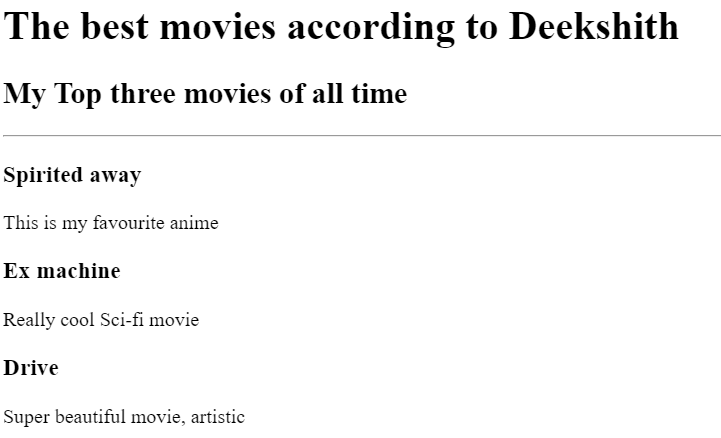 The best movies according to Deekshith
My Top three movies of all time
Spirited away
This is my favourite anime
Ex machine
Really cool Sci-fi movie
Drive
Super beautiful movie, artistic